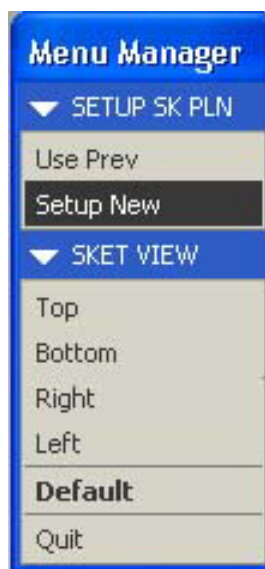 Menu Manager
SETUP SK PLN
Use Prev
Setup New
SKET VIEW
Top
Bottom
Right
Left
Default
Quit